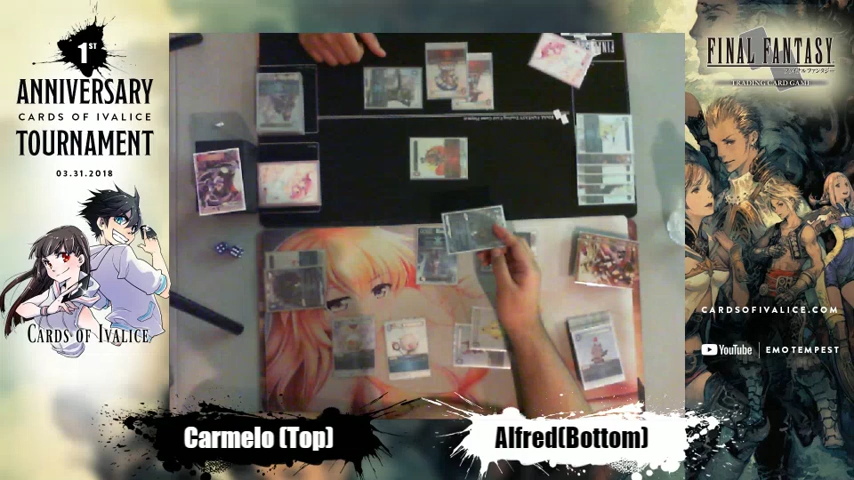 1ST
ANNIVERSARY
CARDS OF IVALICE
TOURNAMENT
03.31.2018
CARDS OF IVALICE
FINAL FANTASY
TRADING CARD GAME
CARDSOFIVALICE.COM
YouTube | EMOTEMPEST
Carmelo (Top)
Alfred(Bottom)